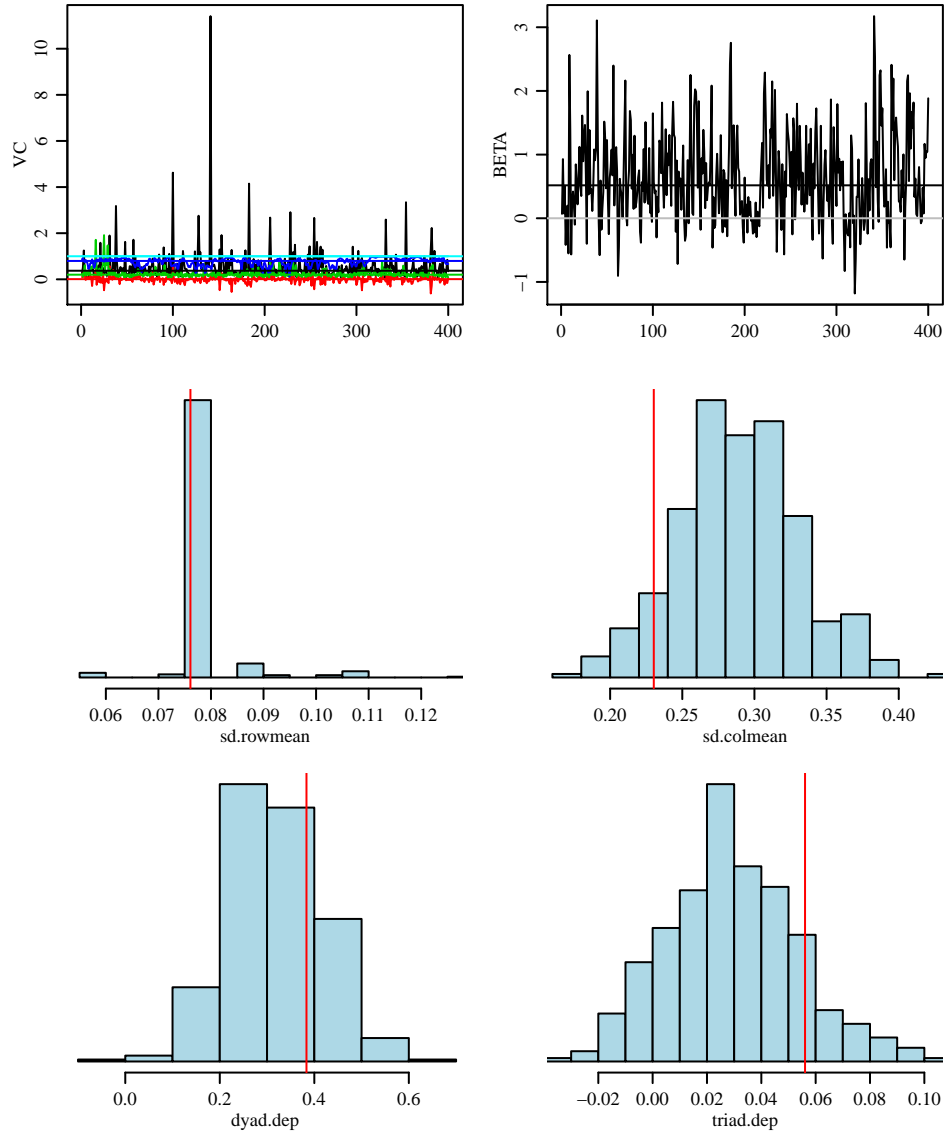 VC
0 2 4 6 8 10
0 100 200 300 400
BETA
−1 0 1 2 3
0 100 200 300 400
0.06 0.07 0.08 0.09 0.10 0.11 0.12
sd.rowmean
0.20 0.25 0.30 0.35 0.40
sd.colmean
0.0 0.2 0.4 0.6
dyad.dep
−0.02 0.00 0.02 0.04 0.06 0.08 0.10
triad.dep